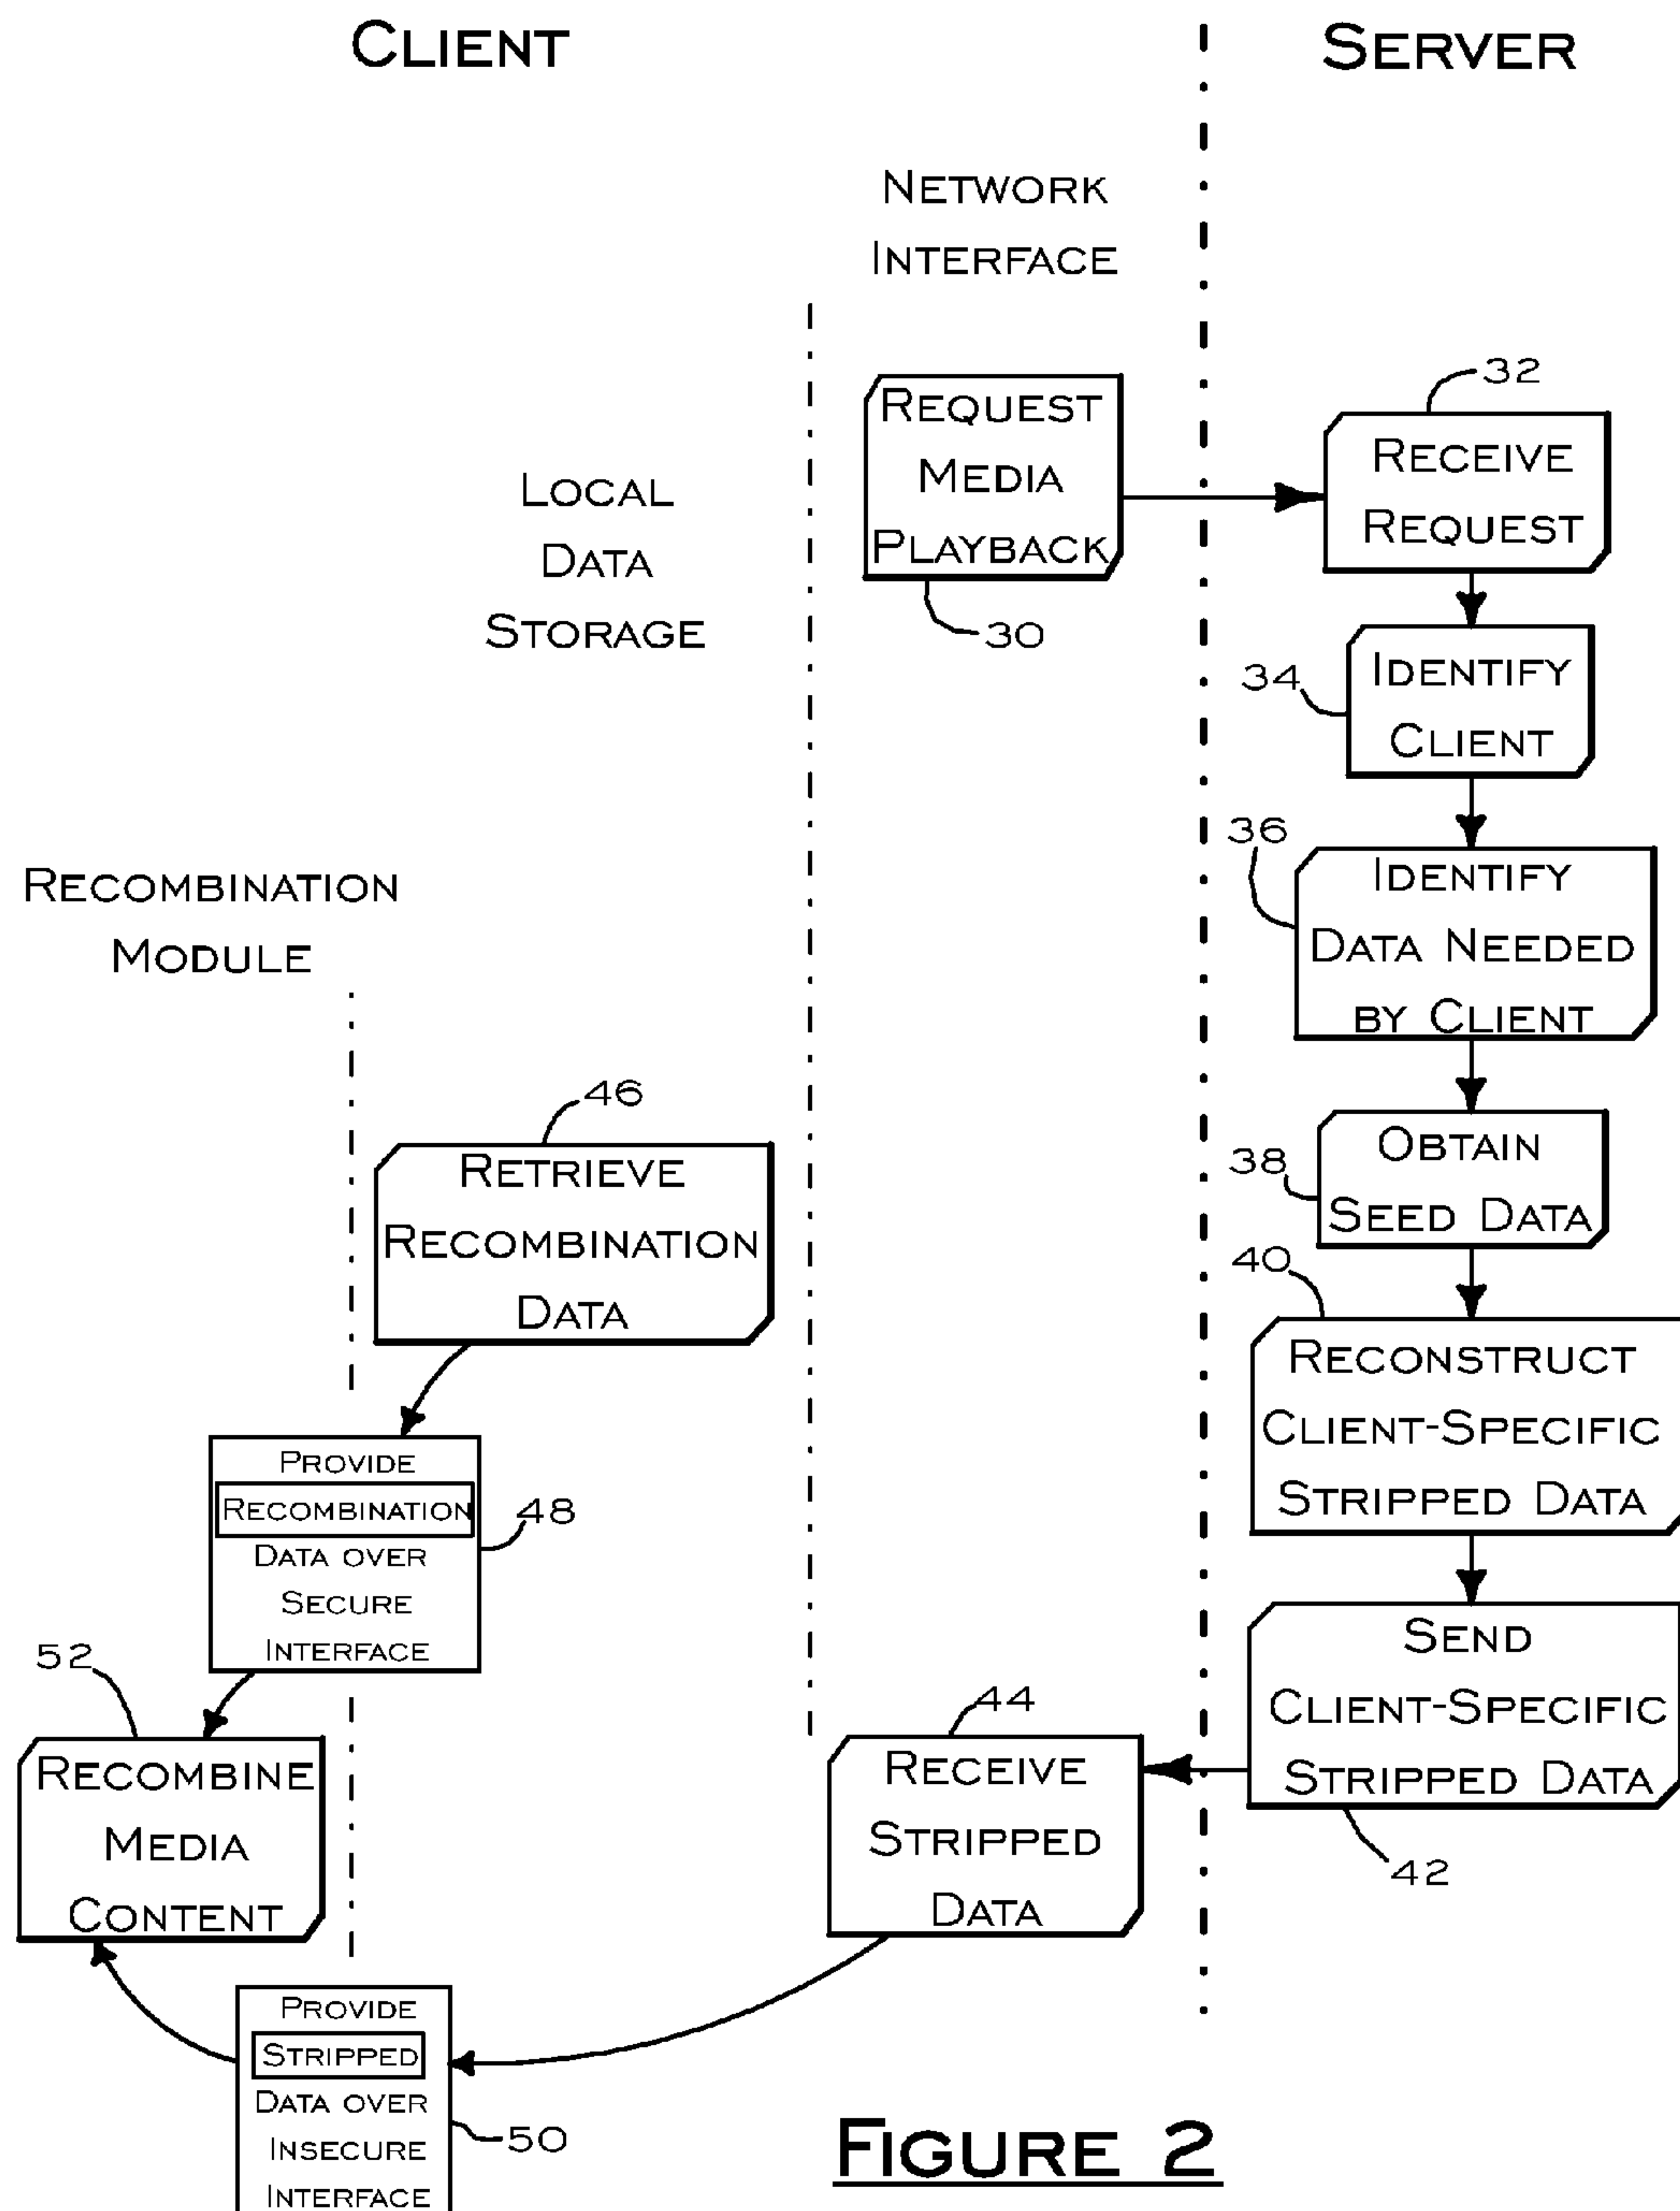 CLIENT
SERVER
NETWORK
INTERFACE
LOCAL
DATA
STORAGE
RECOMBINATION
MODULE
REQUEST
MEDIA
PLAYBACK
30
32
RECEIVE
REQUEST
34
IDENTIFY
CLIENT
36
IDENTIFY
DATA NEEDED
BY CLIENT
38
OBTAIN
SEED DATA
40
RECONSTRUCT
CLIENT-SPECIFIC
STRIPPED DATA
SEND
CLIENT-SPECIFIC
STRIPPED DATA
42
44
RECEIVE
STRIPPED
DATA
46
RETRIEVE
RECOMBINATION
DATA
PROVIDE
RECOMBINATION
DATA OVER
SECURE
INTERFACE
48
52
RECOMBINE
MEDIA
CONTENT
PROVIDE
STRIPPED
DATA OVER
INSECURE
INTERFACE
50
FIGURE 2